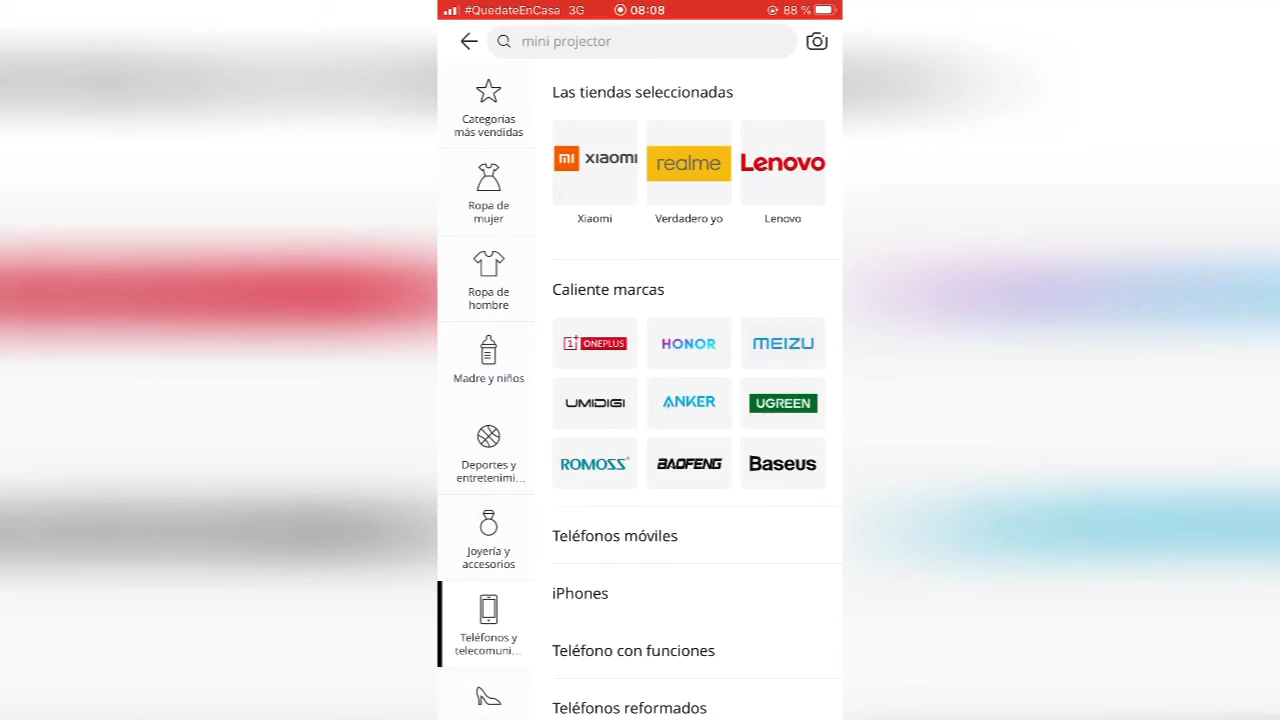 #QuedateEnCasa 3G 08:08 88 %
mini projector
Categorías
más vendidas
Ropa de
mujer
Ropa de
hombre
Madre y niños
Deportes y
entretenimi...
Joyería y
accesorios
Teléfonos y
telecomuni...
Las tiendas seleccionadas
mi xiaomi realme Lenovo
Xiaomi Verdadero yo Lenovo
Caliente marcas
1+ ONEPLUS HONOR MEIZU
UMIDIGI ANKER UGREEN
ROMOSS BAOFENG Baseus
Teléfonos móviles
iPhones
Teléfono con funciones
Teléfonos reformados